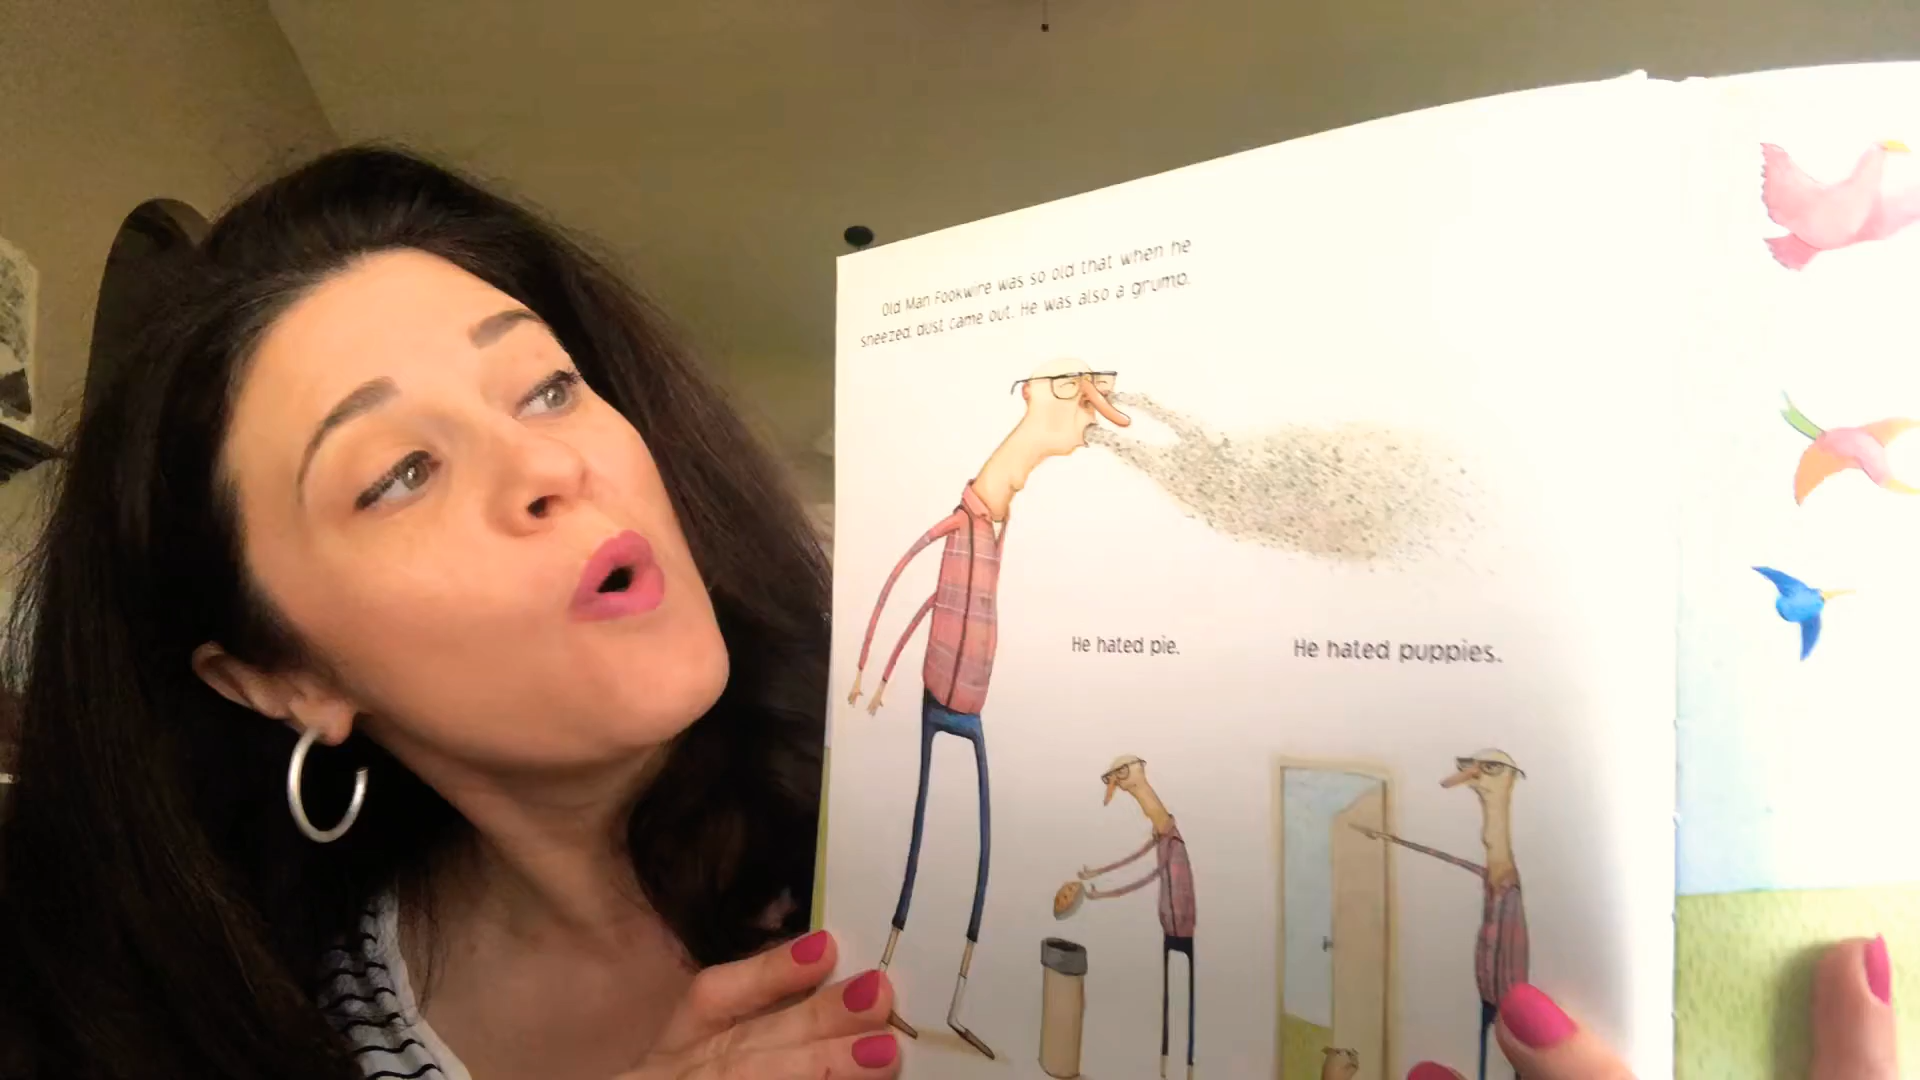 Old Man Fookwire was so old that when he
sneezed dust came out. He was also a grump.
He hated pie.
He hated puppies.